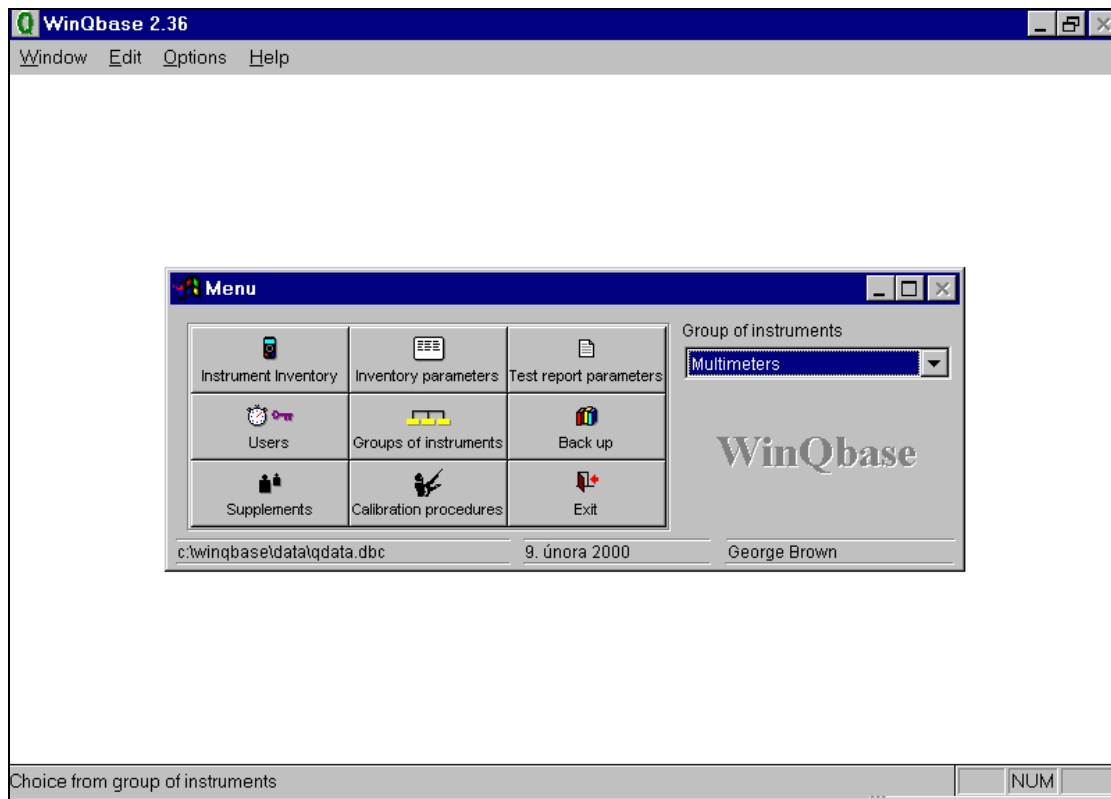 WinQbase 2.36
Window Edit Options Help
Menu
Group of instruments
Instrument Inventory Inventory parameters Test report parameters
Multimeters
Users Groups of instruments Back up
WinQbase
Supplements Calibration procedures Exit
c:\winqbase\data\qdata.dbc 9. února 2000 George Brown
Choice from group of instruments NUM